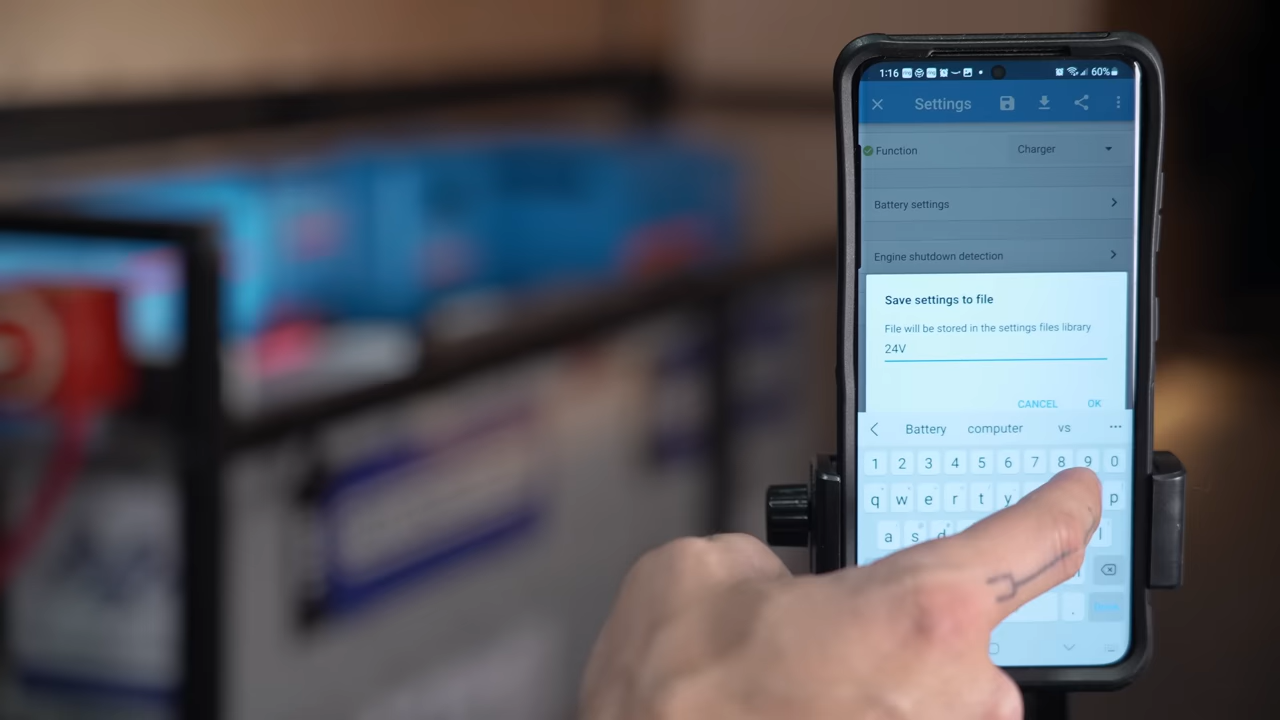 1:16
60%
Settings
Function
Charger
Battery settings
Engine shutdown detection
Save settings to file
File will be stored in the settings files library
24V
CANCEL OK
Battery computer vs
1 2 3 4 5 6 7 8 9 0
q w e r t y p
a s d l
.